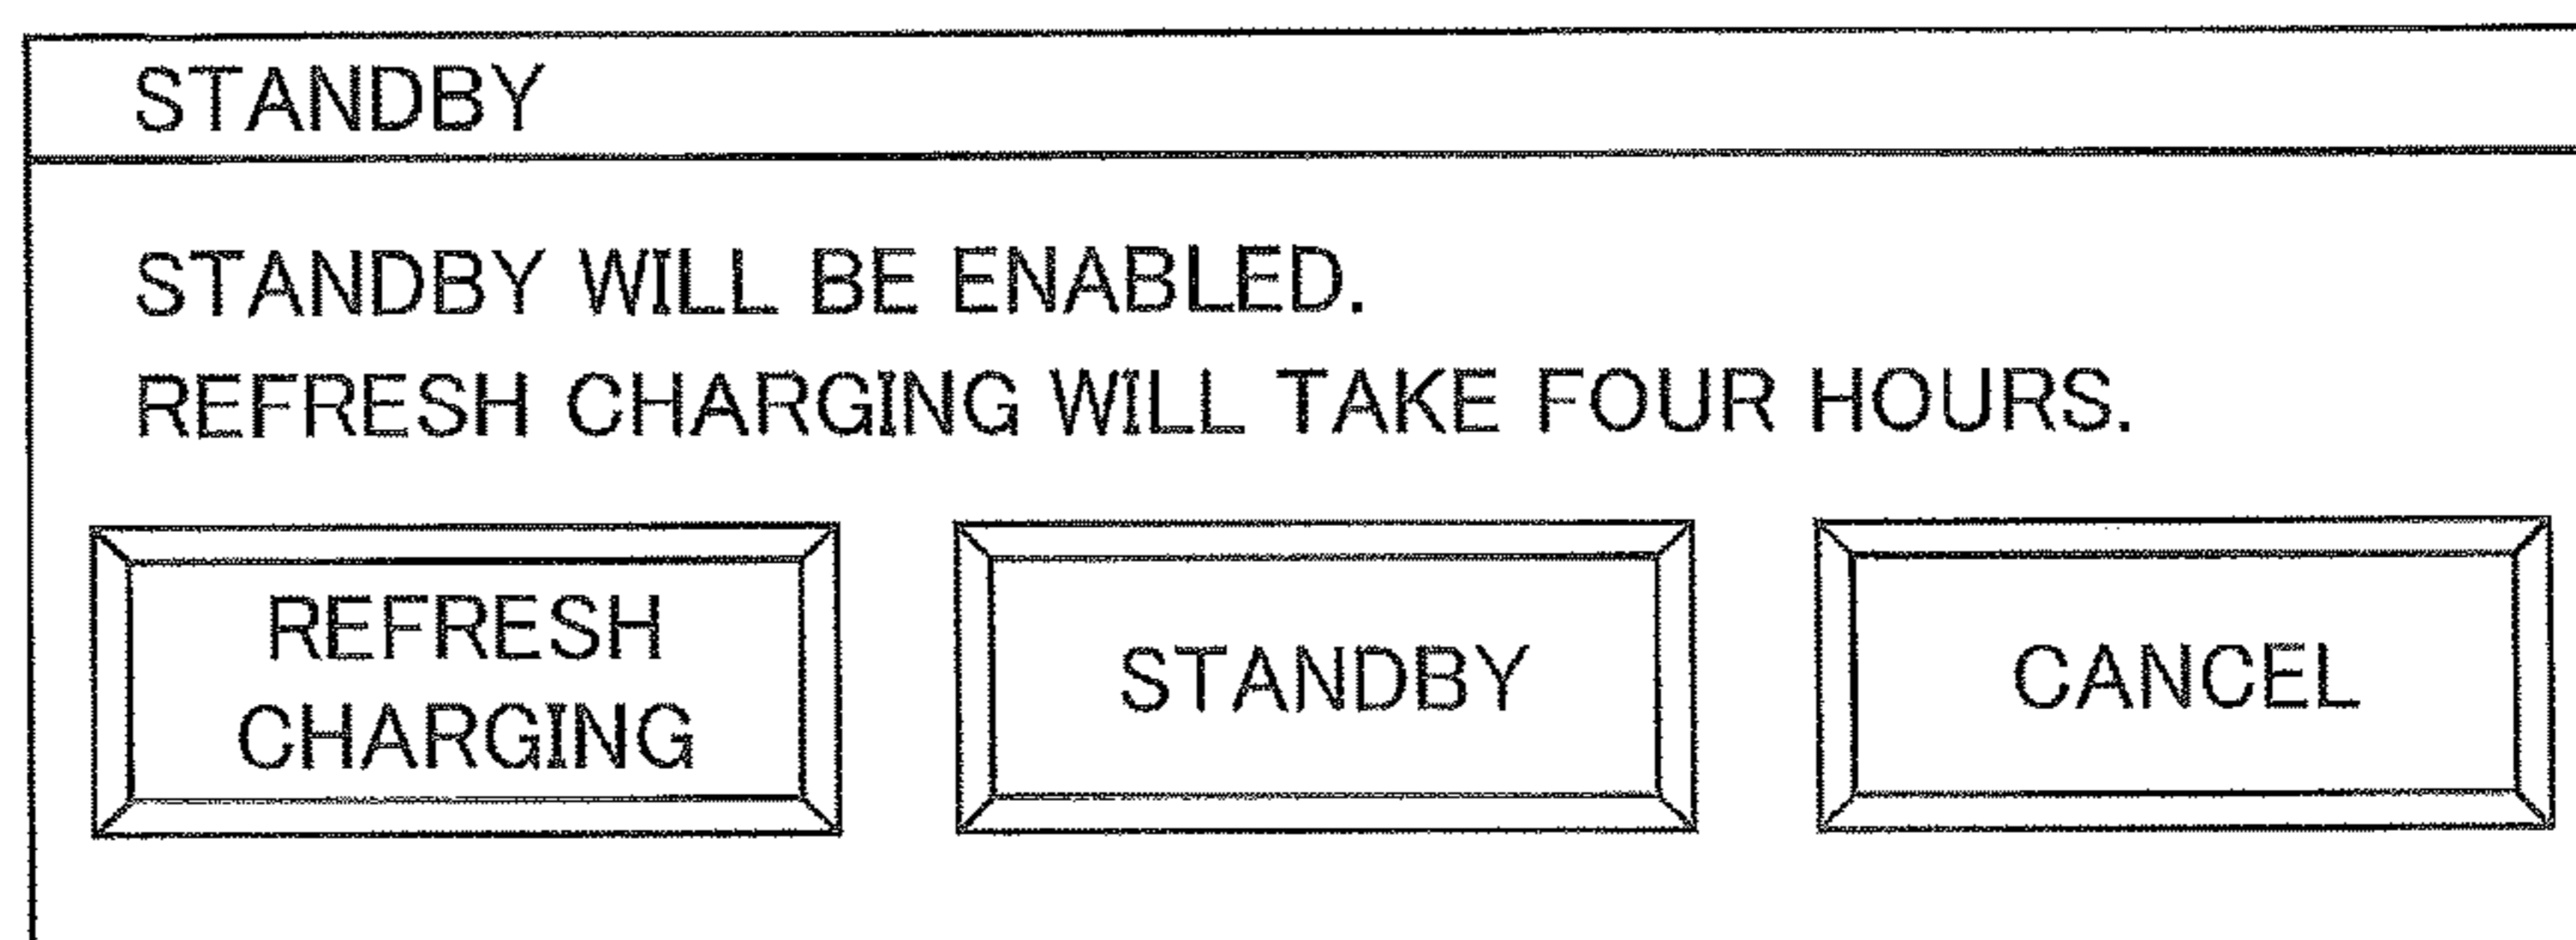 STANDBY
STANDBY WILL BE ENABLED.
REFRESH CHARGING WILL TAKE FOUR HOURS.
REFRESH
CHARGING
STANDBY
CANCEL